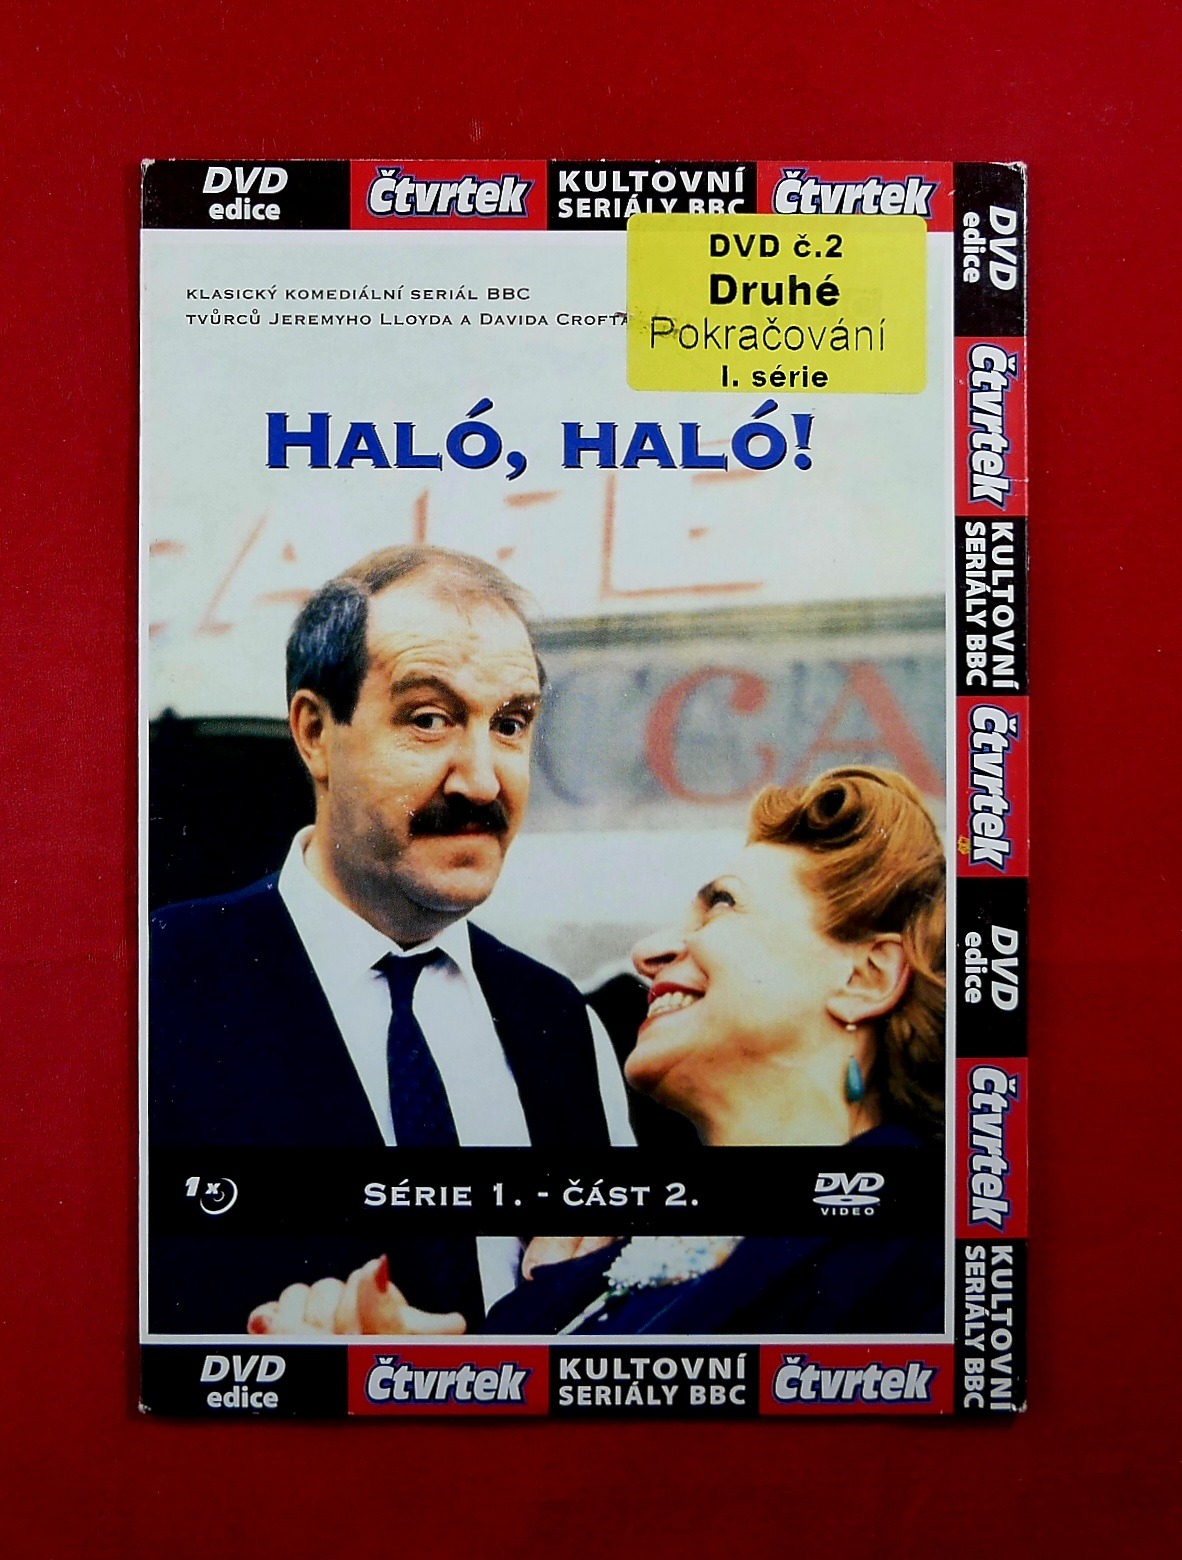 DVD
edice
Čtvrtek
KULTOVNÍ
SERIÁLY BBC
Čtvrtek
DVD č.2
Druhé
Pokračování
I. série
KLASICKÝ KOMEDIÁLNÍ SERIÁL BBC
TVŮRCŮ JEREMYHO LLOYDA A DAVIDA CROFTA
HALÓ, HALÓ!
CAFÉ
CA
1x
SÉRIE 1. - ČÁST 2.
DVD
VIDEO
DVD
edice
Čtvrtek
KULTOVNÍ
SERIÁLY BBC
Čtvrtek
DVD
edice
Čtvrtek
KULTOVNÍ
SERIÁLY BBC
Čtvrtek
DVD
edice
Čtvrtek
KULTOVNÍ
SERIÁLY BBC